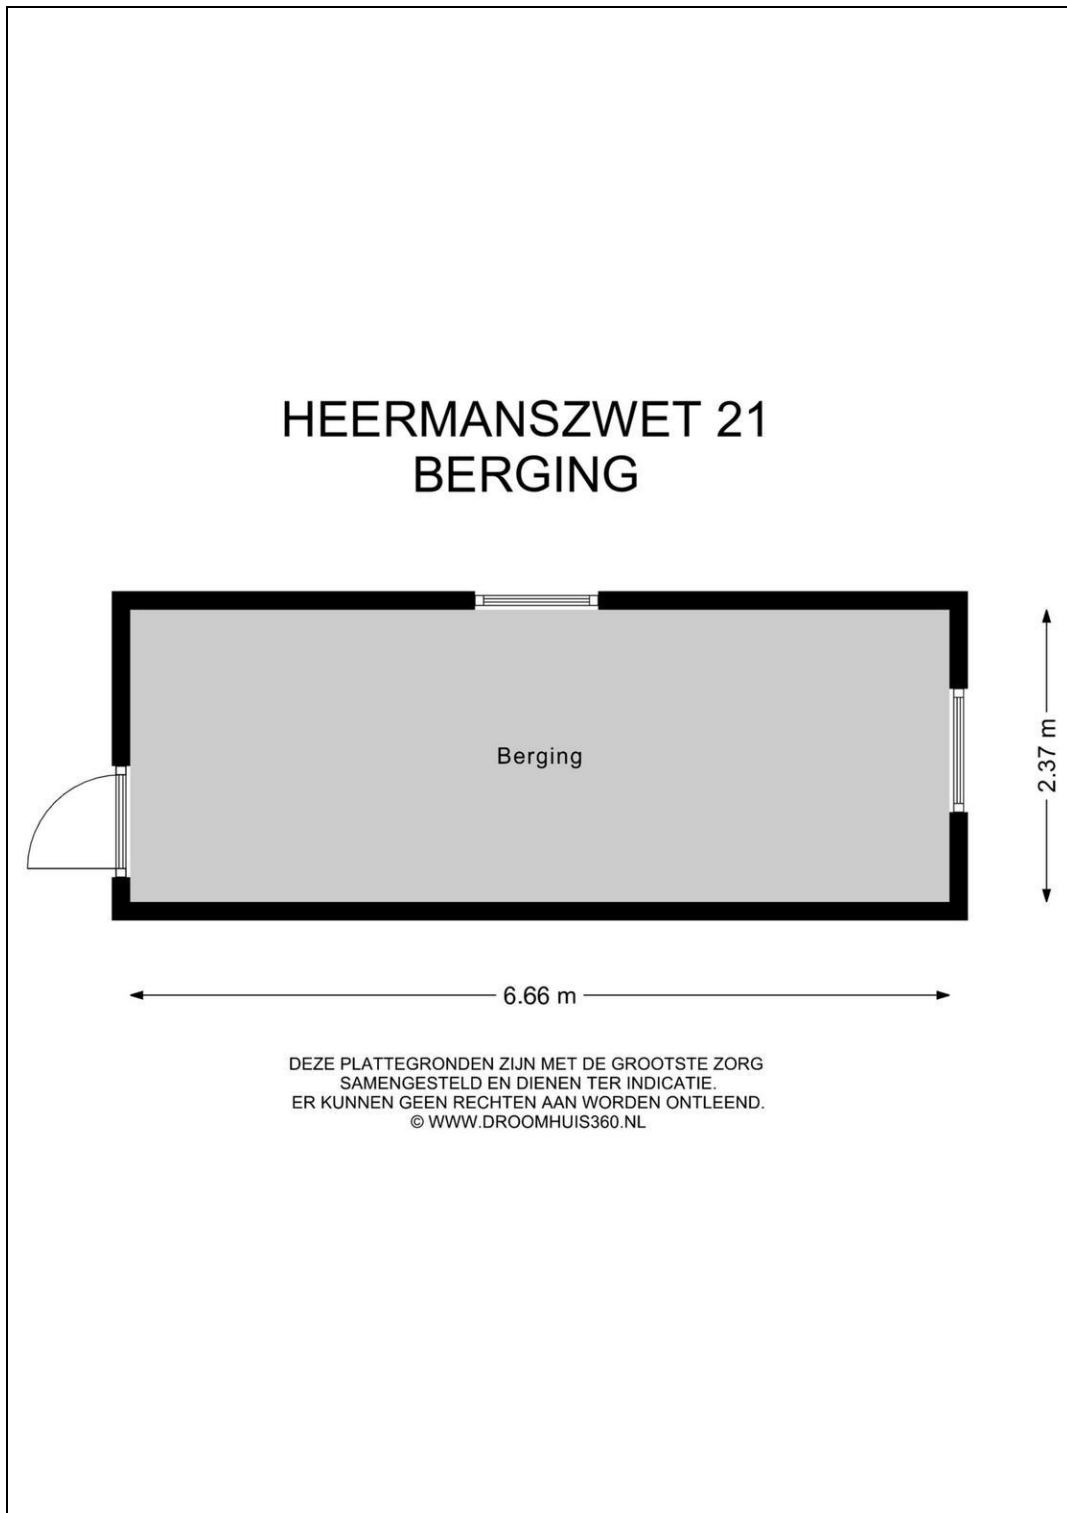 HEERMANSZWET 21
BERGING
Berging
2.37 m
6.66 m
DEZE PLATTEGRONDEN ZIJN MET DE GROOTSTE ZORG
SAMENGESTELD EN DIENEN TER INDICATIE.
ER KUNNEN GEEN RECHTEN AAN WORDEN ONTLEEND.
© WWW.DROOMHUIS360.NL